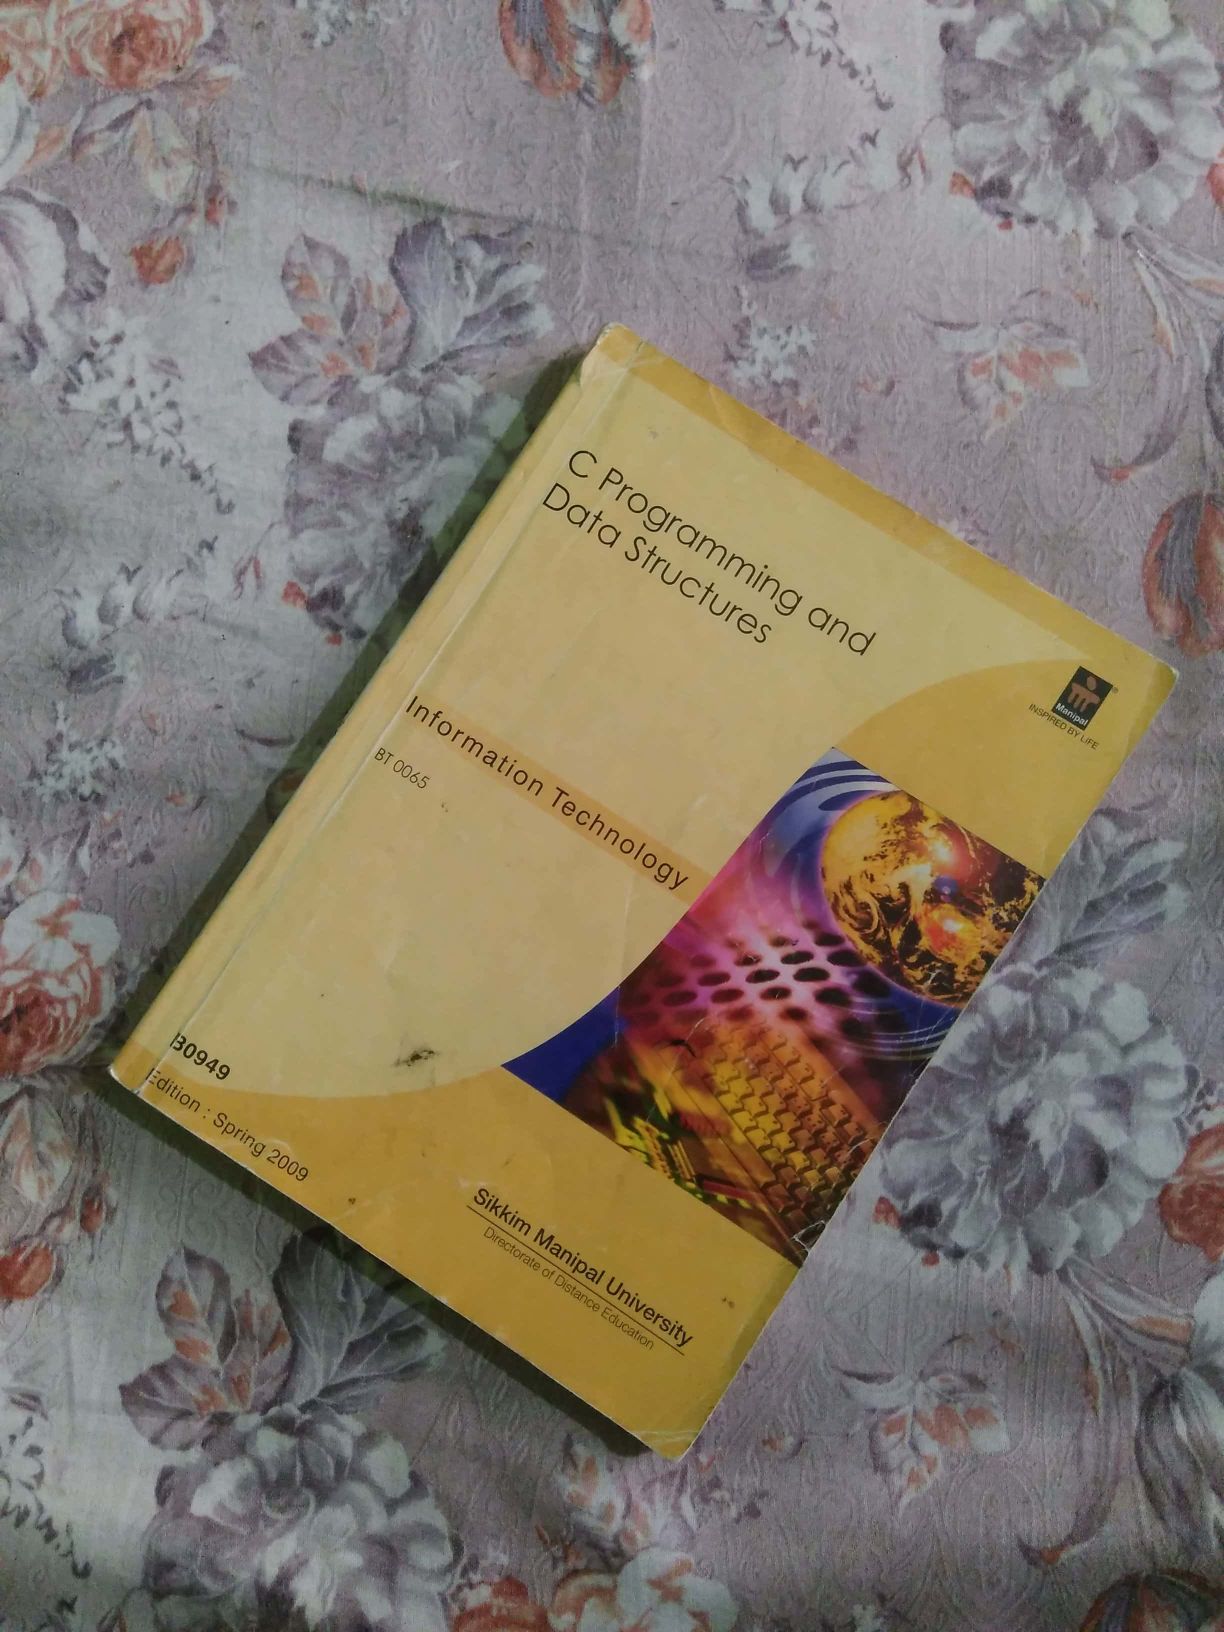 C Programming and
Data Structures
Manipal
®
INSPIRED BY LIFE
Information Technology
BT 0065
B0949
Edition : Spring 2009
Sikkim Manipal University
Directorate of Distance Education